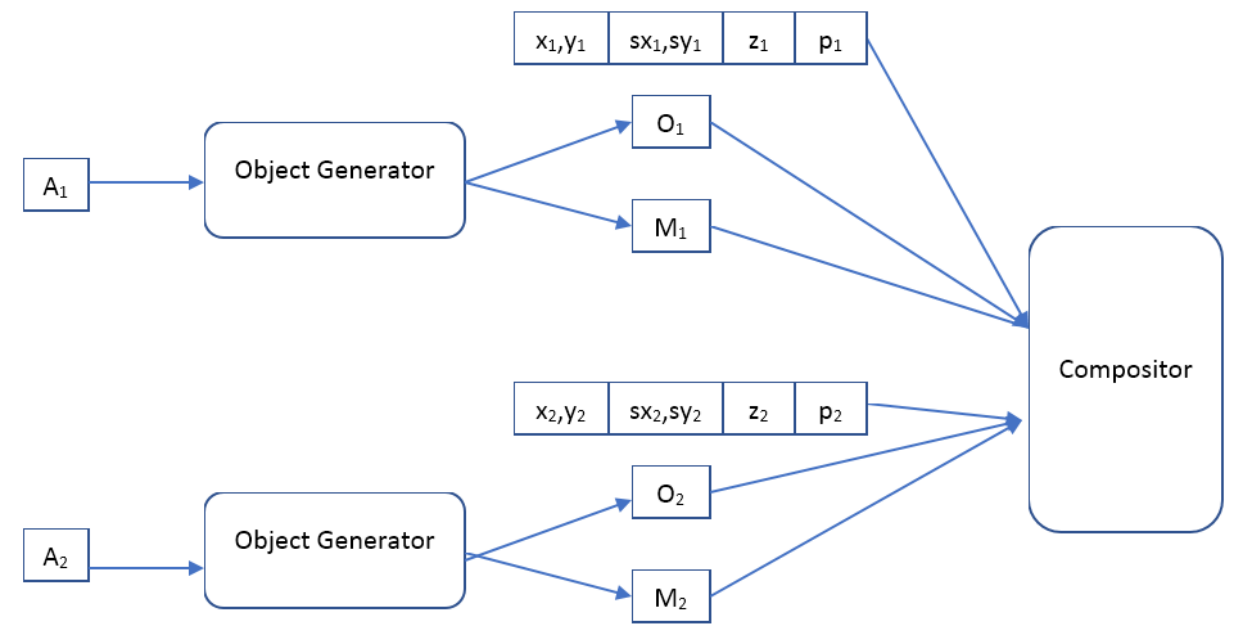 x₁,y₁ sx₁,sy₁ z₁ p₁
O₁
Object Generator
A₁
M₁
Compositor
x₂,y₂ sx₂,sy₂ z₂ p₂
O₂
Object Generator
A₂
M₂